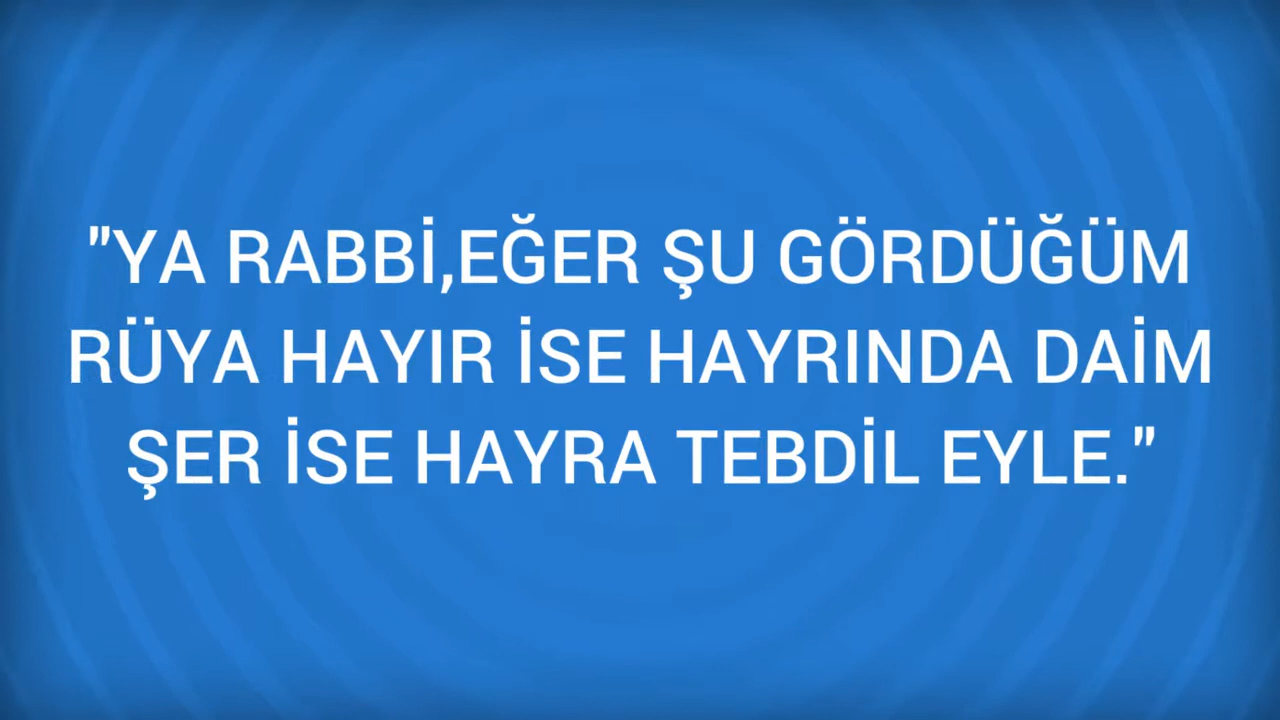 "YA RABBİ,EĞER ŞU GÖRDÜĞÜM
RÜYA HAYIR İSE HAYRINDA DAİM
ŞER İSE HAYRA TEBDİL EYLE."